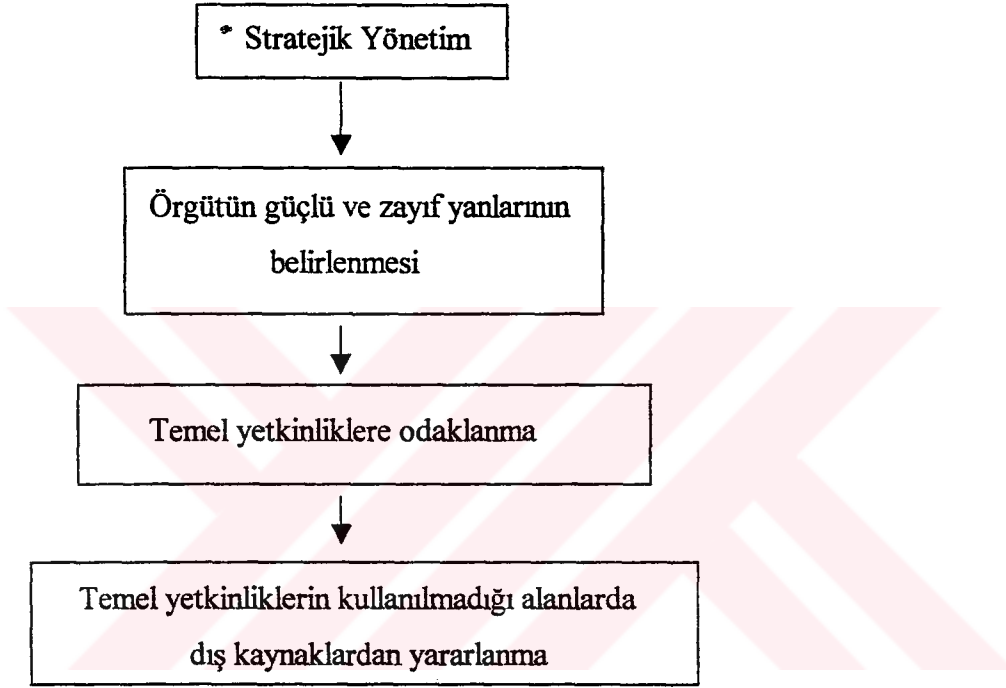 * Stratejik Yönetim
Örgütün güçlü ve zayıf yanlarının
belirlenmesi
Temel yetkinliklere odaklanma
Temel yetkinliklerin kullanılmadığı alanlarda
dış kaynaklardan yararlanma